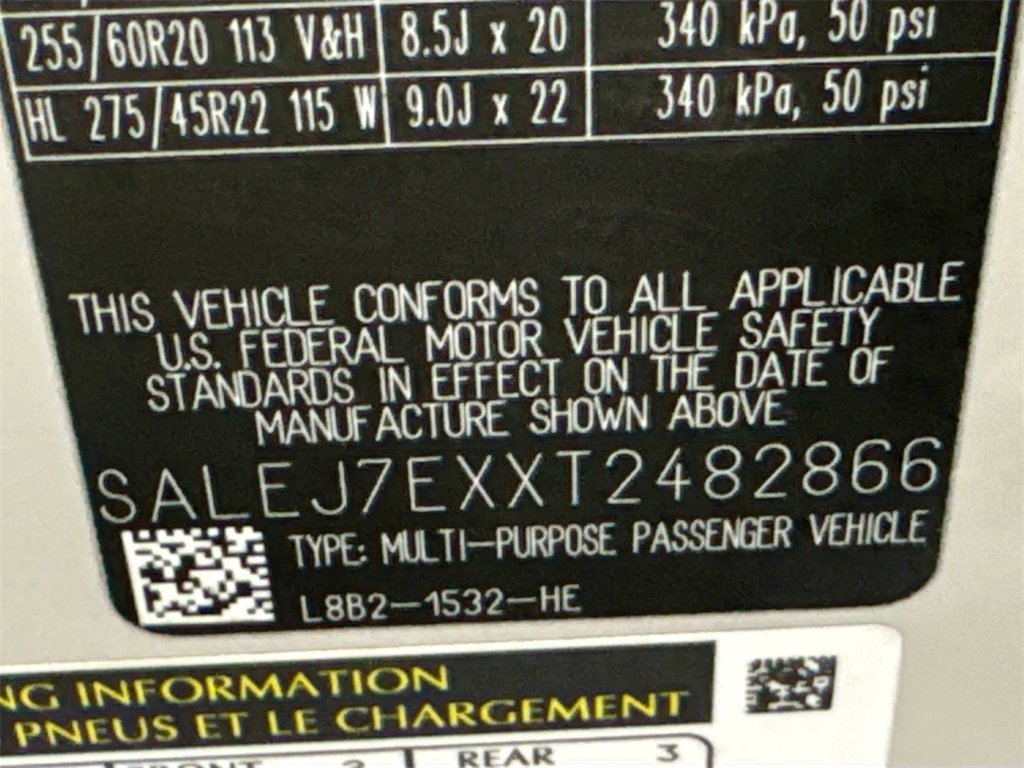 255/60R20 113 V&H 8.5J x 20 340 kPa, 50 psi
HL 275/45R22 115 W 9.0J x 22 340 kPa, 50 psi
THIS VEHICLE CONFORMS TO ALL APPLICABLE
U.S. FEDERAL MOTOR VEHICLE SAFETY
STANDARDS IN EFFECT ON THE DATE OF
MANUFACTURE SHOWN ABOVE
SALEJ7EXXT2482866
TYPE: MULTI-PURPOSE PASSENGER VEHICLE
L8B2-1532-HE
NG INFORMATION
PNEUS ET LE CHARGEMENT
FRONT 2 REAR 3